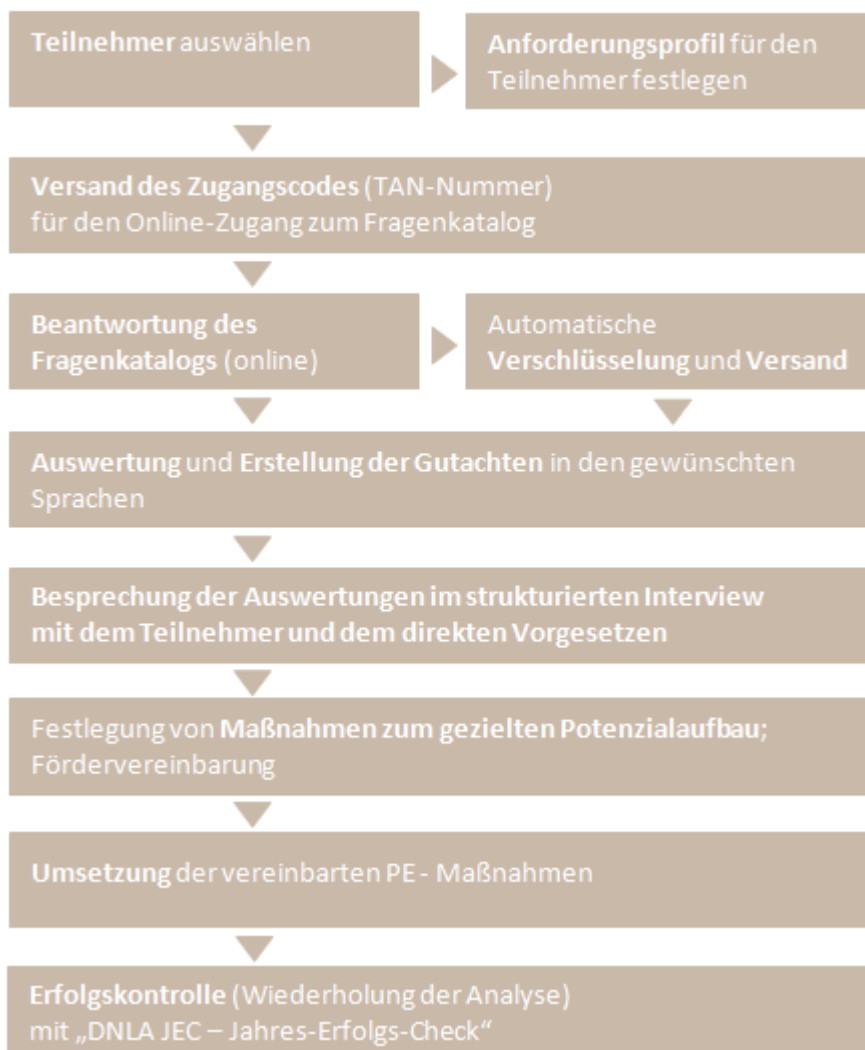 Teilnehmer auswählen
Anforderungsprofil für den
Teilnehmer festlegen
Versand des Zugangscodes (TAN-Nummer)
für den Online-Zugang zum Fragenkatalog
Beantwortung des
Fragenkatalogs (online)
Automatische
Verschlüsselung und Versand
Auswertung und Erstellung der Gutachten in den gewünschten
Sprachen
Besprechung der Auswertungen im strukturierten Interview
mit dem Teilnehmer und dem direkten Vorgesetzen
Festlegung von Maßnahmen zum gezielten Potenzialaufbau;
Fördervereinbarung
Umsetzung der vereinbarten PE - Maßnahmen
Erfolgskontrolle (Wiederholung der Analyse)
mit „DNLA JEC – Jahres-Erfolgs-Check“